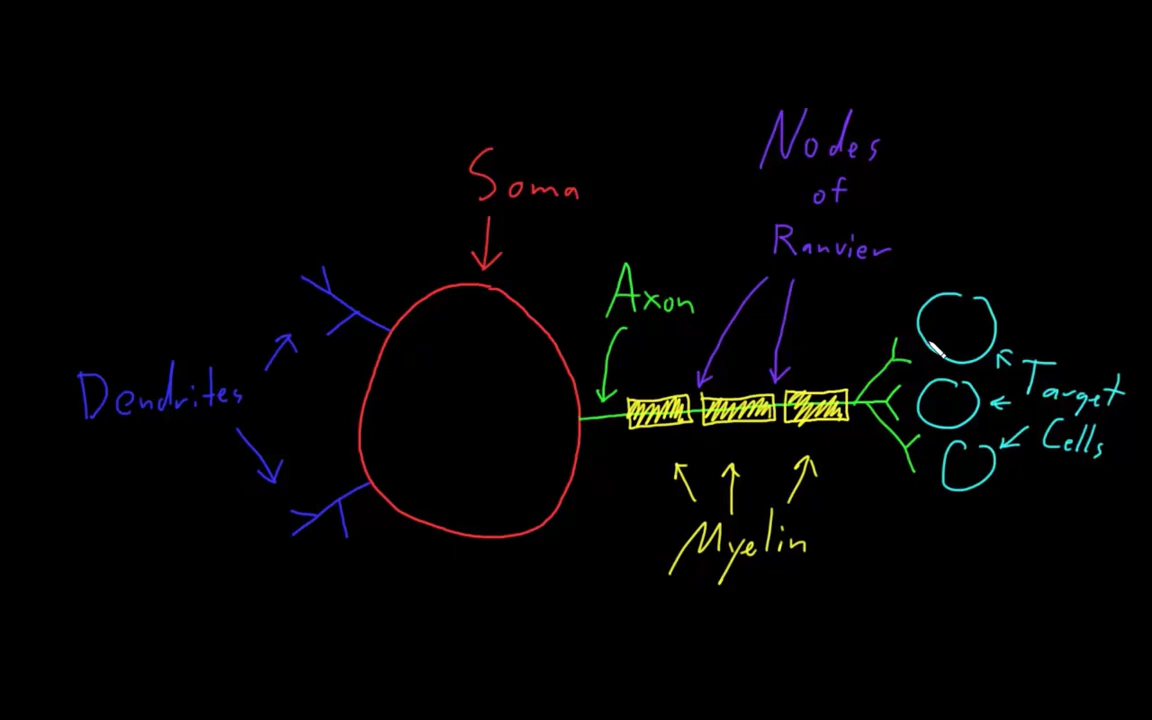 Nodes
of
Ranvier
Soma
Axon
Dendrites
Target
Cells
Myelin